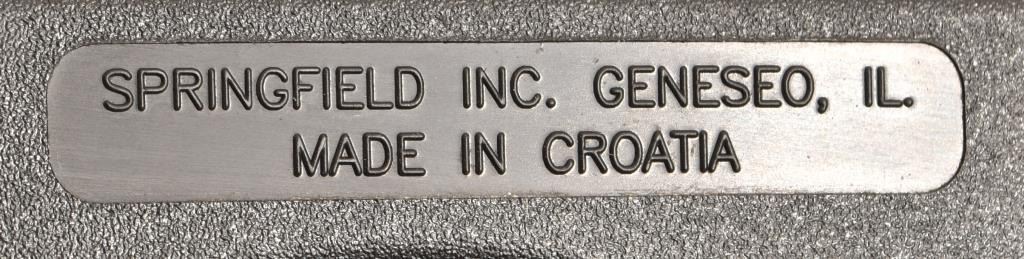 SPRINGFIELD INC. GENESEO, IL.
MADE IN CROATIA